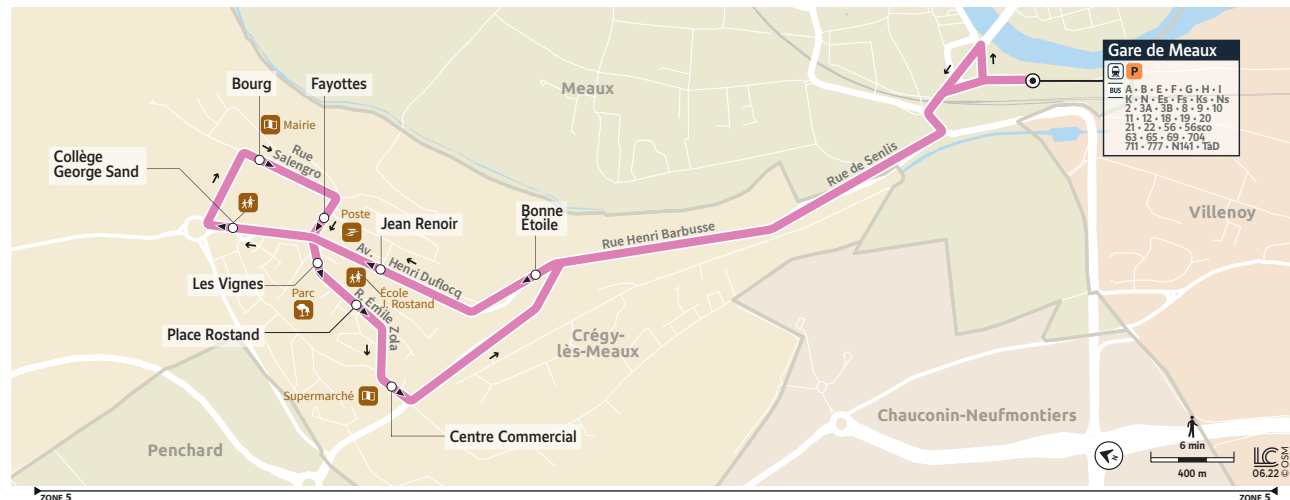 Gare de Meaux
P
BUS
A • B • E • F • G • H • I
K • N • Es • Fs • Ks • Ns
2 • 3A • 3B • 8 • 9 • 10
11 • 12 • 18 • 19 • 20
21 • 22 • 56 • 56sco
63 • 65 • 69 • 704
711 • 777 • N141 • TàD
Bourg
Fayottes
Meaux
Mairie
Rue
Salengro
Collège
George Sand
Rue de Senlis
Poste
Jean Renoir
Bonne
Étoile
Villenoy
Rue Henri Barbusse
Av.
Henri Duflocq
Les Vignes
Parc
École
J. Rostand
R. Émile
Zola
Place Rostand
Crégy-
lès-Meaux
Supermarché
Centre Commercial
Penchard
Chauconin-Neufmontiers
N
6 min
400 m
LC
06.22
© OSM
ZONE 5
ZONE 5